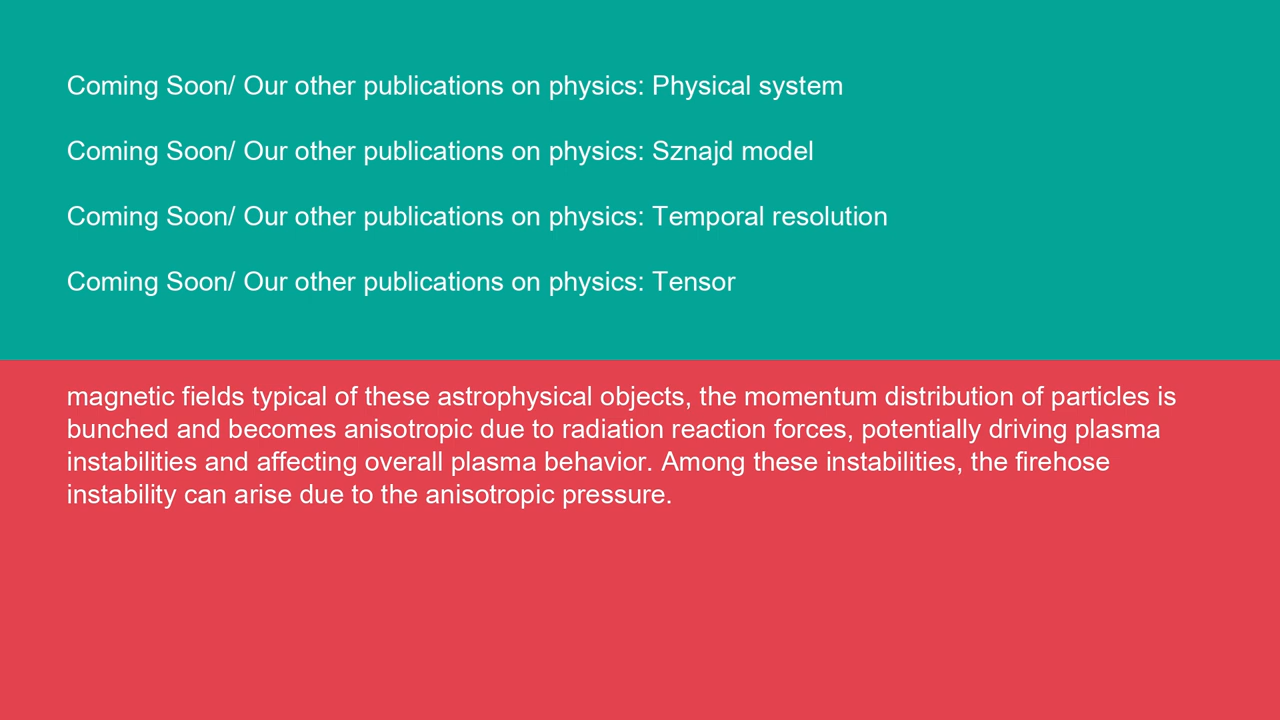 Coming Soon/ Our other publications on physics: Physical system
Coming Soon/ Our other publications on physics: Sznajd model
Coming Soon/ Our other publications on physics: Temporal resolution
Coming Soon/ Our other publications on physics: Tensor
magnetic fields typical of these astrophysical objects, the momentum distribution of particles is
bunched and becomes anisotropic due to radiation reaction forces, potentially driving plasma
instabilities and affecting overall plasma behavior. Among these instabilities, the firehose
instability can arise due to the anisotropic pressure.